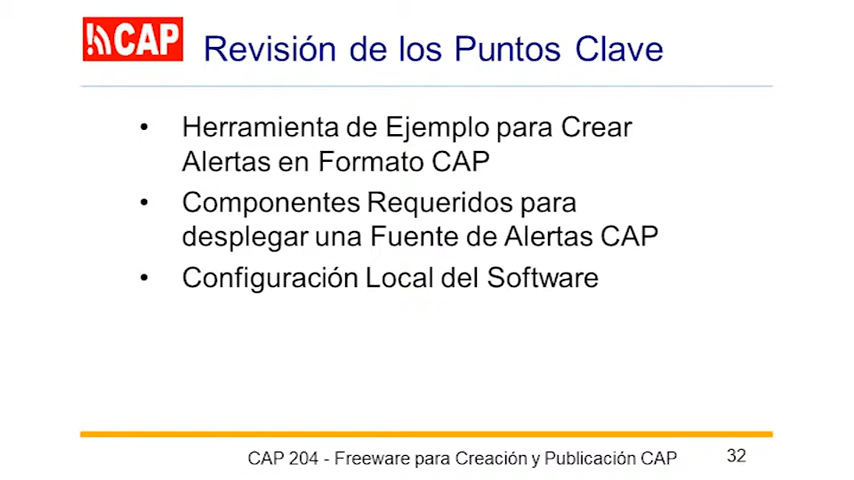 CAP
Revisión de los Puntos Clave
• Herramienta de Ejemplo para Crear
Alertas en Formato CAP
• Componentes Requeridos para
desplegar una Fuente de Alertas CAP
• Configuración Local del Software
CAP 204 - Freeware para Creación y Publicación CAP
32